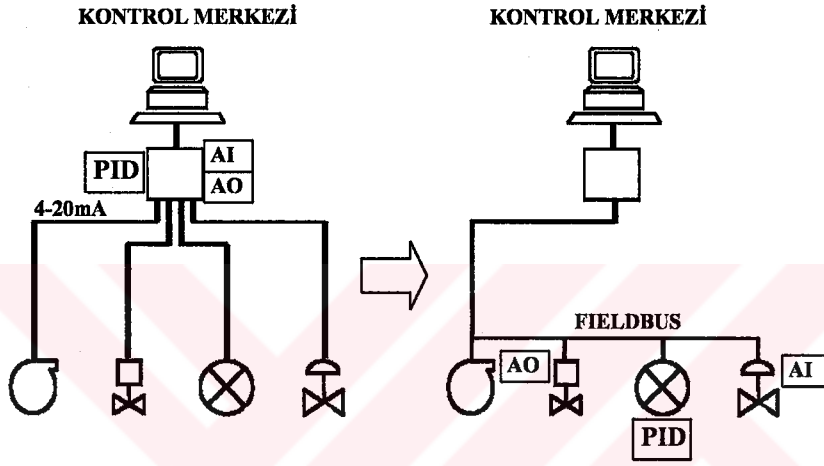 KONTROL MERKEZİ
PID
AI
AO
4-20mA
KONTROL MERKEZİ
FIELDBUS
AO
AI
PID